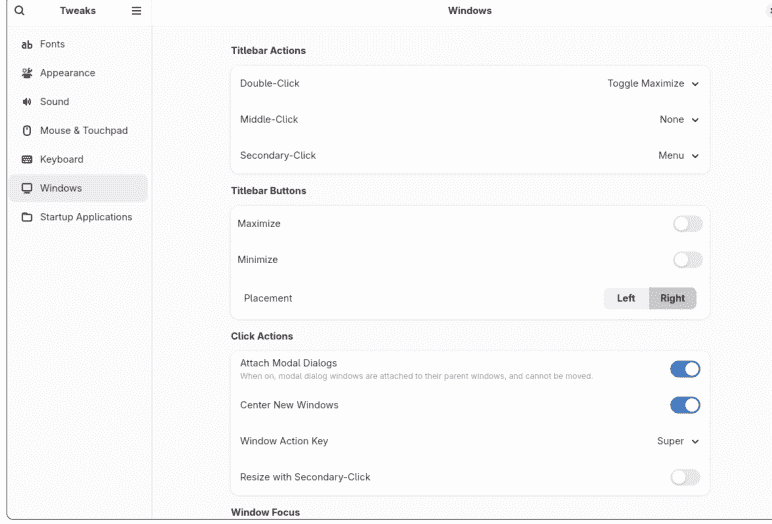 Tweaks
Windows
Fonts
Appearance
Sound
Mouse & Touchpad
Keyboard
Windows
Startup Applications
Titlebar Actions
Double-Click Toggle Maximize
Middle-Click None
Secondary-Click Menu
Titlebar Buttons
Maximize
Minimize
Placement Left Right
Click Actions
Attach Modal Dialogs
When on, modal dialog windows are attached to their parent windows, and cannot be moved.
Center New Windows
Window Action Key Super
Resize with Secondary-Click
Window Focus